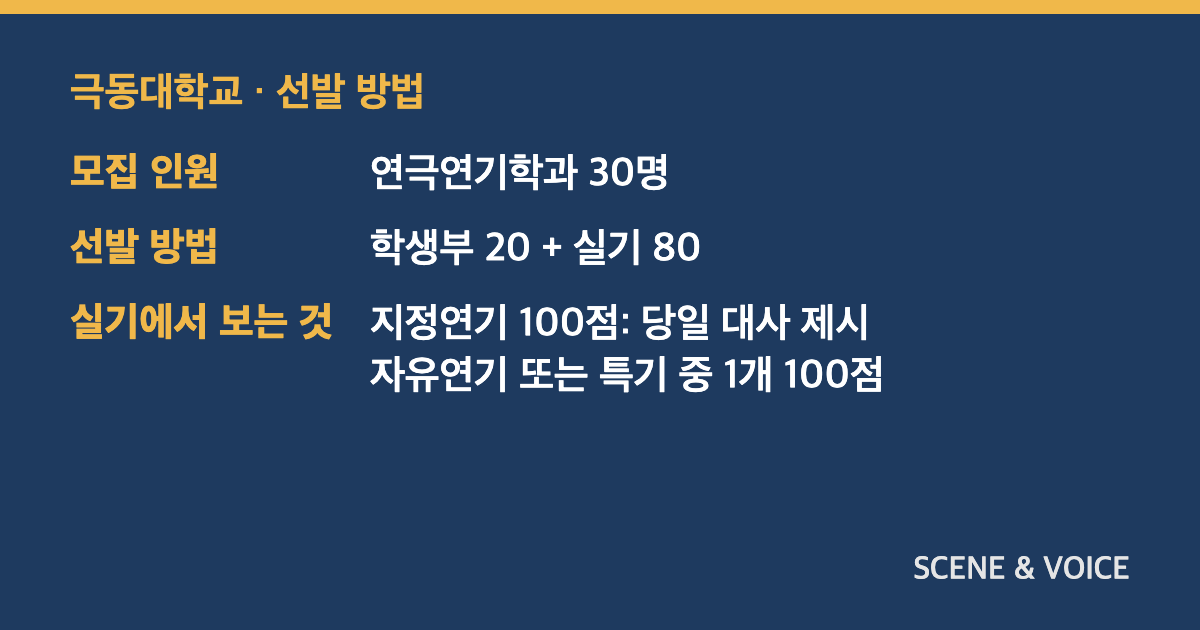 극동대학교 · 선발 방법
모집 인원 연극연기학과 30명
선발 방법 학생부 20 + 실기 80
실기에서 보는 것 지정연기 100점: 당일 대사 제시
자유연기 또는 특기 중 1개 100점
SCENE & VOICE